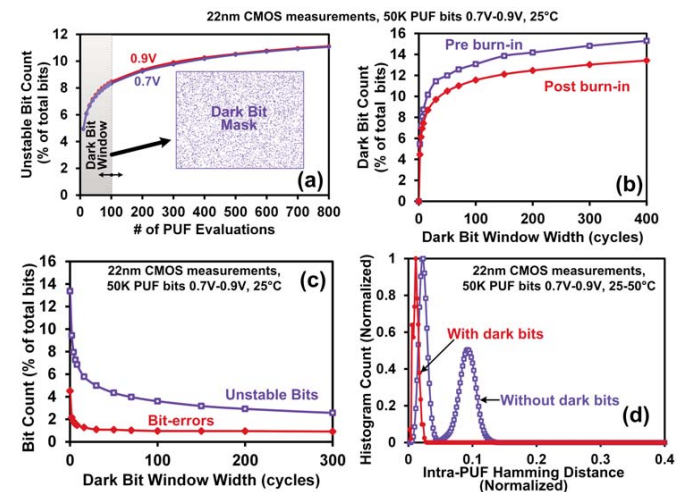 22nm CMOS measurements, 50K PUF bits 0.7V-0.9V, 25°C
Unstable Bit Count
(% of total bits)
12
10
8
6
4
2
0
0.9V
0.7V
Dark Bit
Window
Dark Bit
Mask
(a)
0 100 200 300 400 500 600 700 800
# of PUF Evaluations
Dark Bit Count
(% of total bits)
16
14
12
10
8
6
4
2
0
Pre burn-in
Post burn-in
(b)
0 100 200 300 400
Dark Bit Window Width (cycles)
Bit Count (% of total bits)
16
14
12
10
8
6
4
2
0
22nm CMOS measurements,
50K PUF bits 0.7V-0.9V, 25°C
(c)
Unstable Bits
Bit-errors
0 100 200 300
Dark Bit Window Width (cycles)
Histogram Count (Normalized)
1
0.8
0.6
0.4
0.2
0
22nm CMOS measurements,
50K PUF bits 0.7V-0.9V, 25-50°C
With dark bits
Without dark bits
(d)
0 0.1 0.2 0.3 0.4
Intra-PUF Hamming Distance
(Normalized)